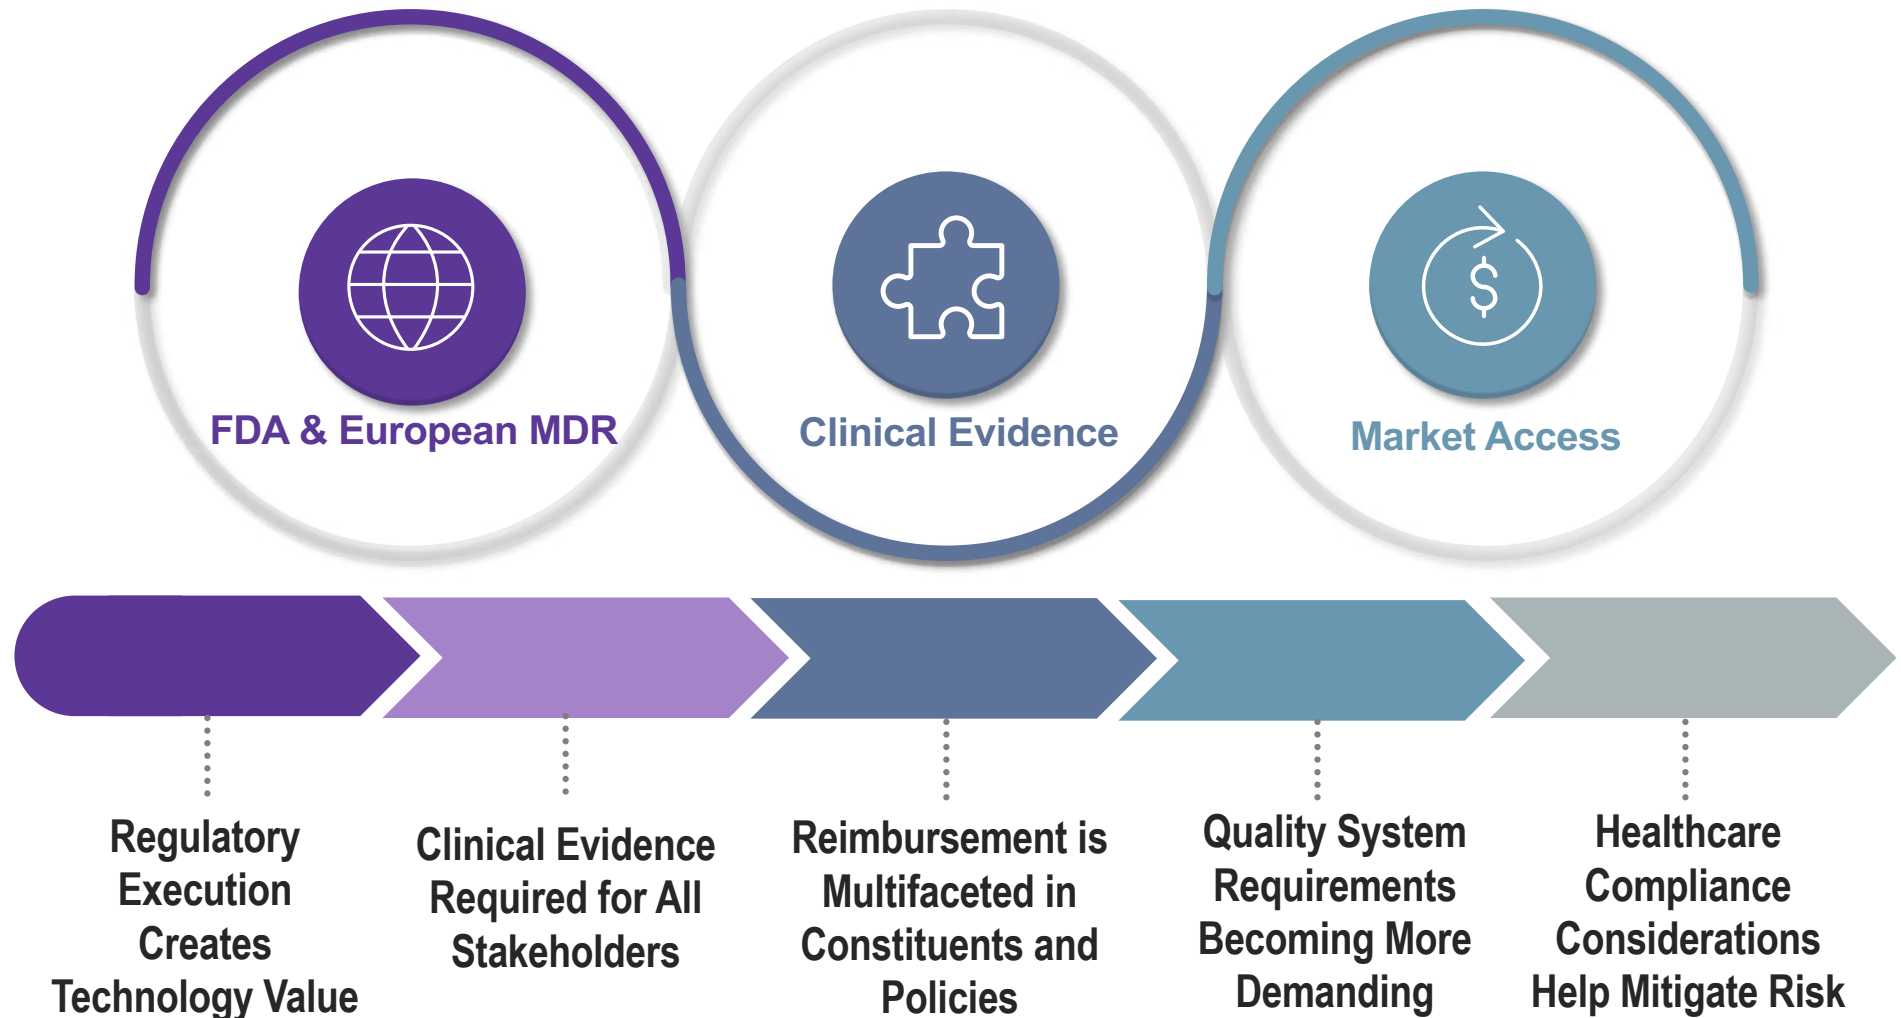 FDA & European MDR
Clinical Evidence
Market Access
$
Regulatory
Execution
Creates
Technology Value
Clinical Evidence
Required for All
Stakeholders
Reimbursement is
Multifaceted in
Constituents and
Policies
Quality System
Requirements
Becoming More
Demanding
Healthcare
Compliance
Considerations
Help Mitigate Risk